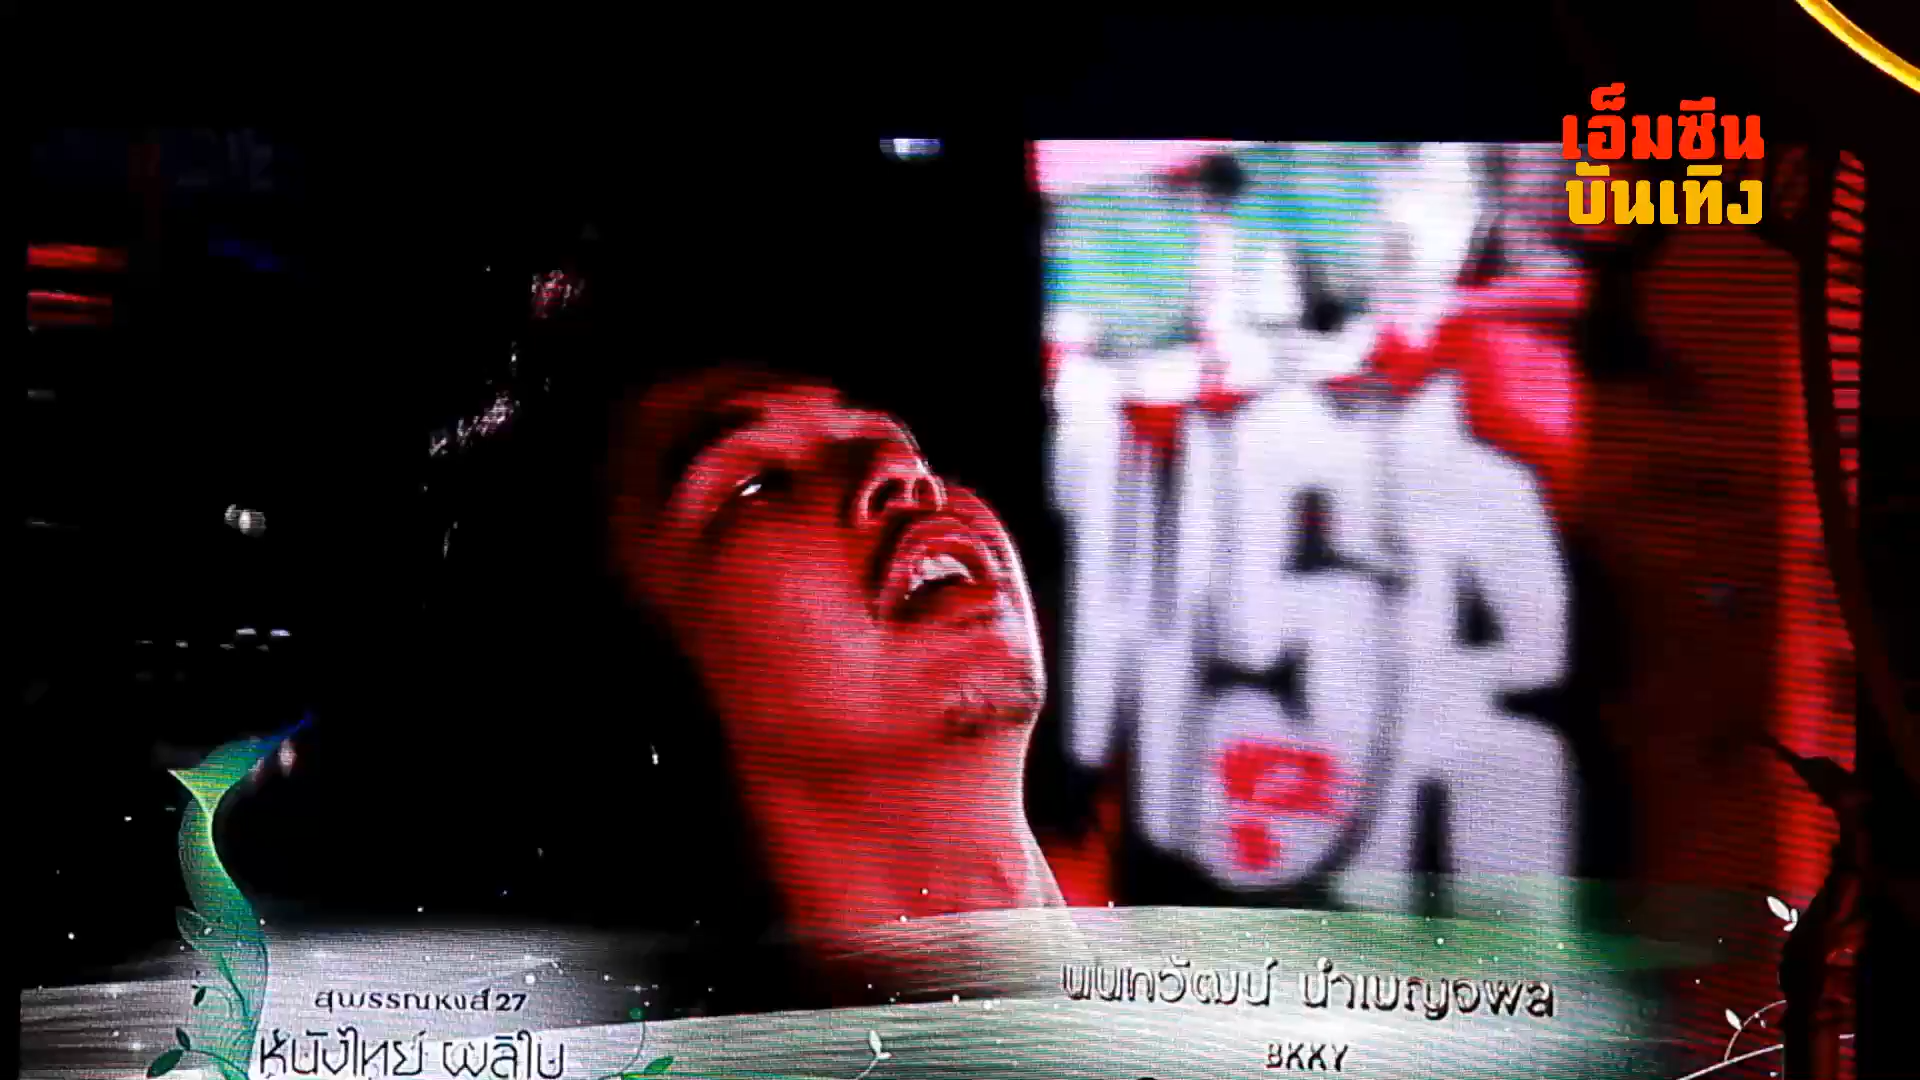 เอ็มซีน
บันเทิง
สุพรรณหงส์27
หนังไทย ผลิใบ
นนทวัฒน์ นำเบญจพล
BKKY